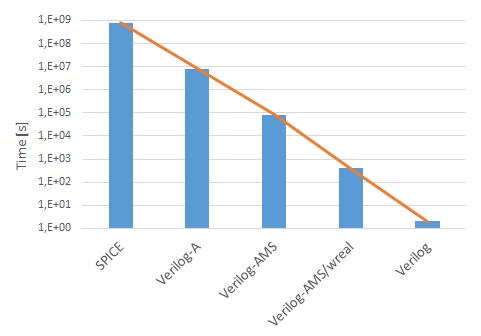 1,E+09
1,E+08
1,E+07
1,E+06
1,E+05
1,E+04
1,E+03
1,E+02
1,E+01
1,E+00
Time [s]
SPICE
Verilog-A
Verilog-AMS
Verilog-AMS/wreal
Verilog